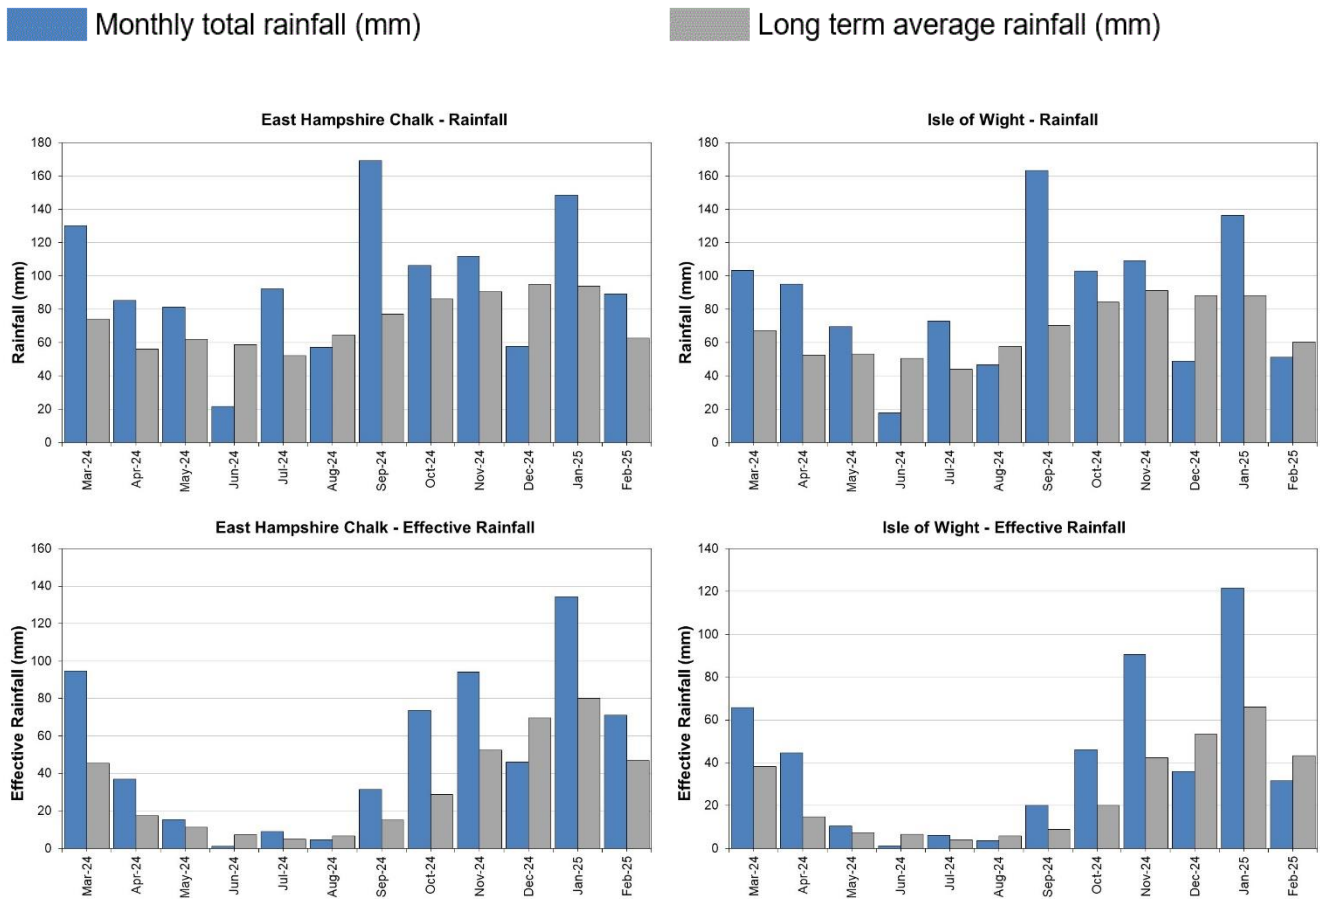 Monthly total rainfall (mm)
Long term average rainfall (mm)
East Hampshire Chalk - Rainfall
Rainfall (mm)
180
160
140
120
100
80
60
40
20
0
Mar-24
Apr-24
May-24
Jun-24
Jul-24
Aug-24
Sep-24
Oct-24
Nov-24
Dec-24
Jan-25
Feb-25
Isle of Wight - Rainfall
Rainfall (mm)
180
160
140
120
100
80
60
40
20
0
Mar-24
Apr-24
May-24
Jun-24
Jul-24
Aug-24
Sep-24
Oct-24
Nov-24
Dec-24
Jan-25
Feb-25
East Hampshire Chalk - Effective Rainfall
Effective Rainfall (mm)
160
140
120
100
80
60
40
20
0
Mar-24
Apr-24
May-24
Jun-24
Jul-24
Aug-24
Sep-24
Oct-24
Nov-24
Dec-24
Jan-25
Feb-25
Isle of Wight - Effective Rainfall
Effective Rainfall (mm)
140
120
100
80
60
40
20
0
Mar-24
Apr-24
May-24
Jun-24
Jul-24
Aug-24
Sep-24
Oct-24
Nov-24
Dec-24
Jan-25
Feb-25